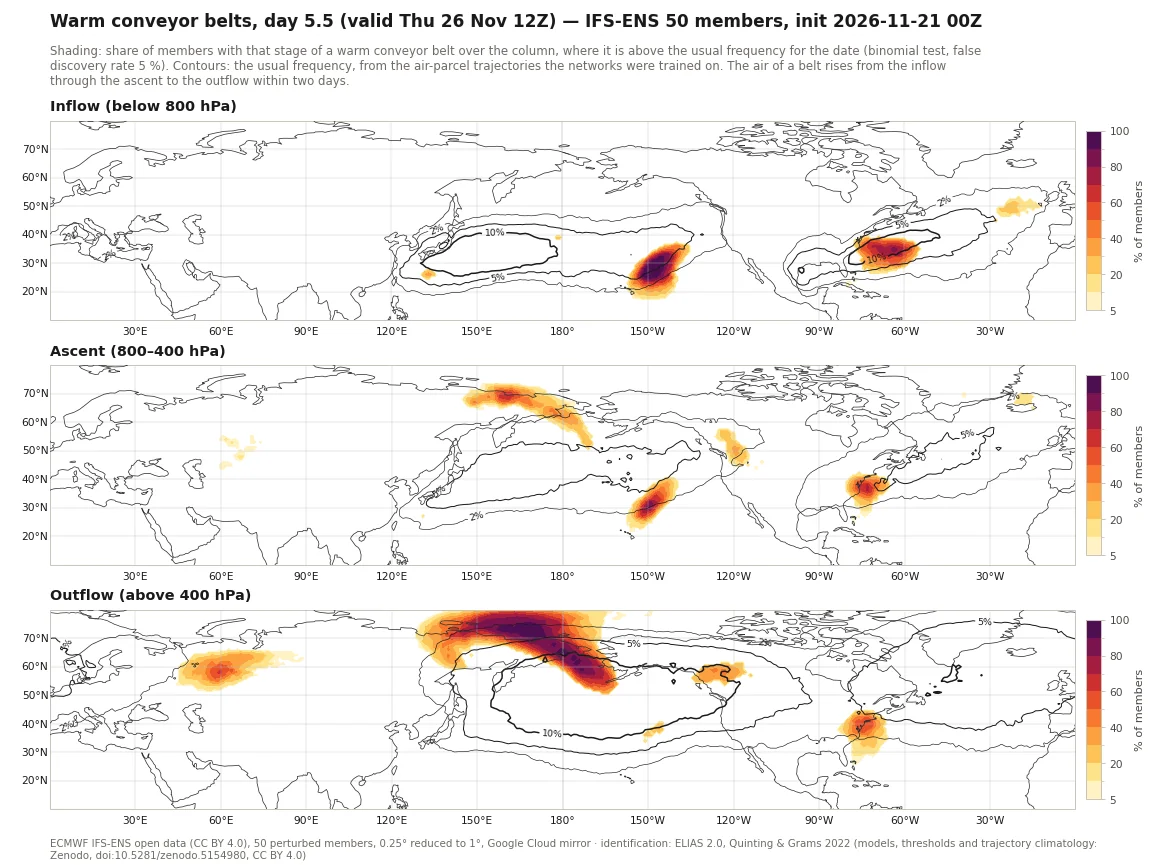 Warm conveyor belts, day 5.5 (valid Thu 26 Nov 12Z) — IFS-ENS 50 members, init 2026-11-21 00Z
Shading: share of members with that stage of a warm conveyor belt over the column, where it is above the usual frequency for the date (binomial test, false
discovery rate 5 %). Contours: the usual frequency, from the air-parcel trajectories the networks were trained on. The air of a belt rises from the inflow
through the ascent to the outflow within two days.
Inflow (below 800 hPa)
70°N
60°N
50°N
40°N
30°N
20°N
2%
2%
2%
10%
5%
2%
5%
10%
30°E 60°E 90°E 120°E 150°E 180° 150°W 120°W 90°W 60°W 30°W
100
80
60
40
20
5
% of members
Ascent (800–400 hPa)
70°N
60°N
50°N
40°N
30°N
20°N
2%
5%
2%
30°E 60°E 90°E 120°E 150°E 180° 150°W 120°W 90°W 60°W 30°W
100
80
60
40
20
5
% of members
Outflow (above 400 hPa)
70°N
60°N
50°N
40°N
30°N
20°N
5%
2%
5%
10%
30°E 60°E 90°E 120°E 150°E 180° 150°W 120°W 90°W 60°W 30°W
100
80
60
40
20
5
% of members
ECMWF IFS-ENS open data (CC BY 4.0), 50 perturbed members, 0.25° reduced to 1°, Google Cloud mirror · identification: ELIAS 2.0, Quinting & Grams 2022 (models, thresholds and trajectory climatology:
Zenodo, doi:10.5281/zenodo.5154980, CC BY 4.0)